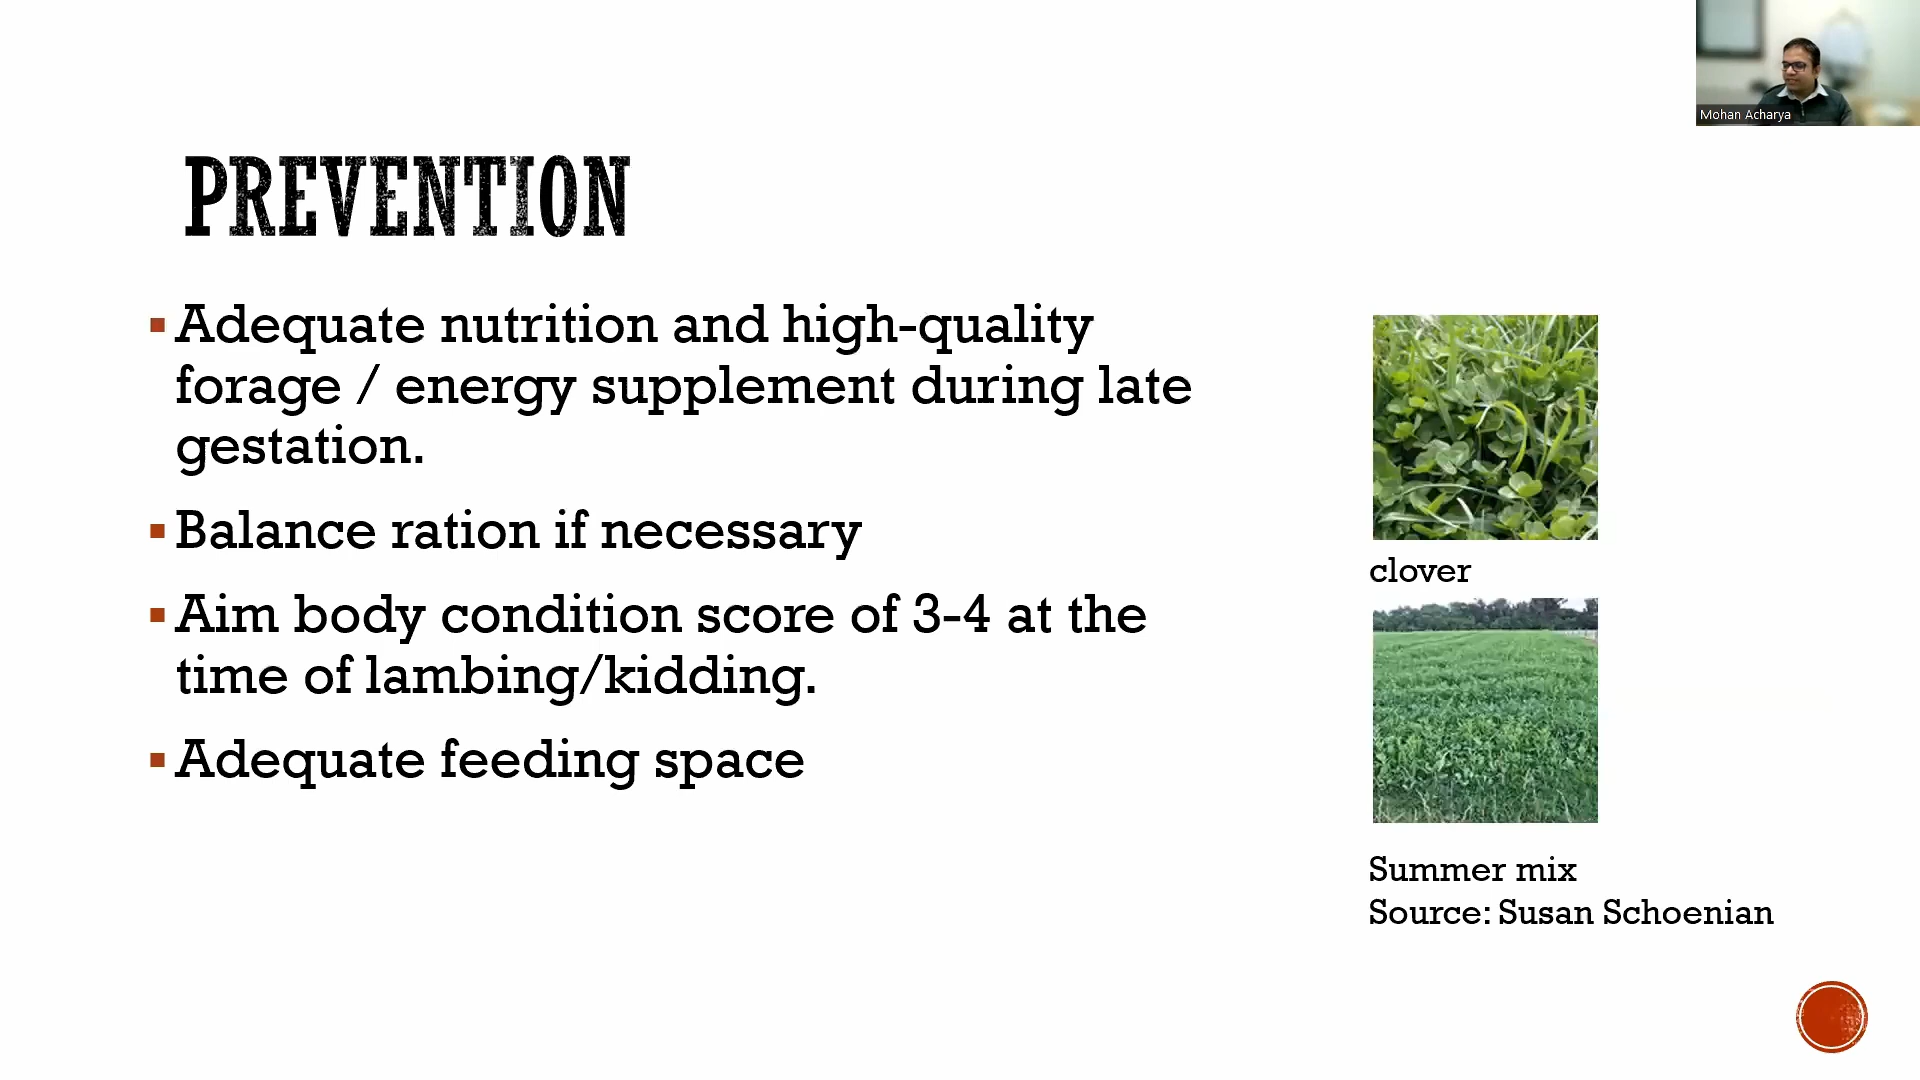 Mohan Acharya
PREVENTION
▪ Adequate nutrition and high-quality
forage / energy supplement during late
gestation.
▪ Balance ration if necessary
▪ Aim body condition score of 3-4 at the
time of lambing/kidding.
▪ Adequate feeding space
clover
Summer mix
Source: Susan Schoenian